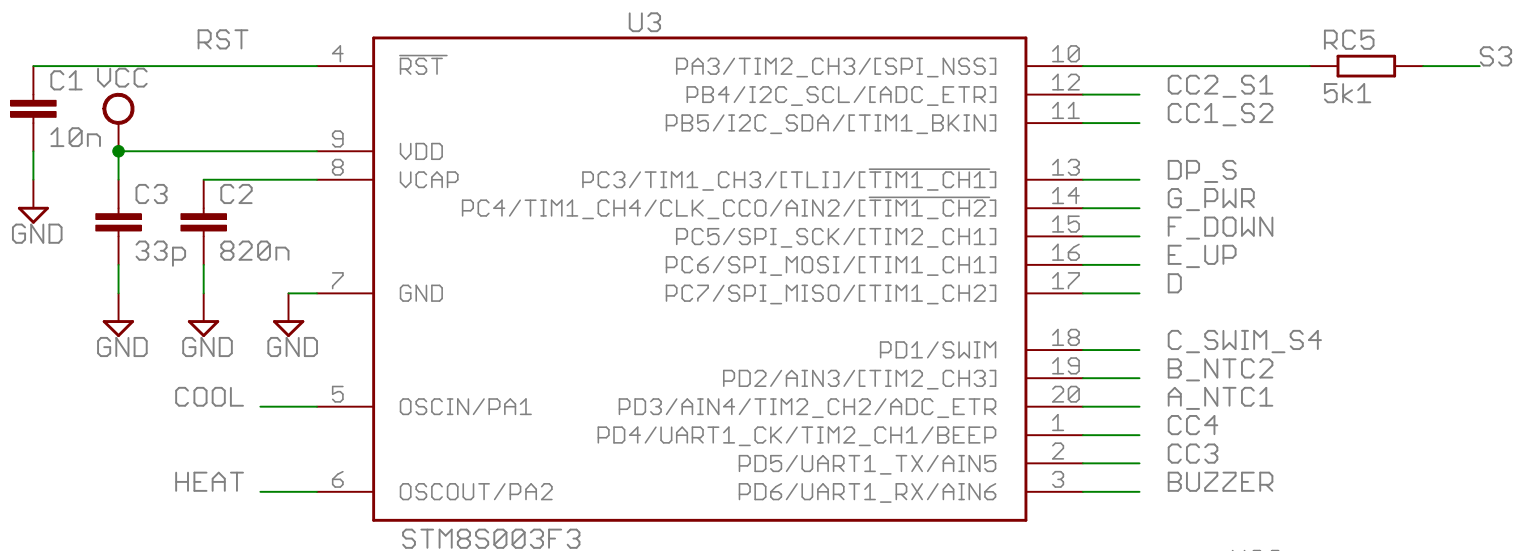 U3
RST
4
RST
PA3/TIM2_CH3/[SPI_NSS]
10
RC5
5k1
S3
C1
10n
VCC
PB4/I2C_SCL/[ADC_ETR]
12
CC2_S1
PB5/I2C_SDA/[TIM1_BKIN]
11
CC1_S2
9
VDD
8
VCAP
PC3/TIM1_CH3/[TLI]/[TIM1_CH1]
13
DP_S
PC4/TIM1_CH4/CLK_CCO/AIN2/[TIM1_CH2]
14
G_PWR
PC5/SPI_SCK/[TIM2_CH1]
15
F_DOWN
PC6/SPI_MOSI/[TIM1_CH1]
16
E_UP
PC7/SPI_MISO/[TIM1_CH2]
17
D
GND
C3
33p
C2
820n
7
GND
GND
GND
GND
PD1/SWIM
18
C_SWIM_S4
PD2/AIN3/[TIM2_CH3]
19
B_NTC2
COOL
5
OSCIN/PA1
PD3/AIN4/TIM2_CH2/ADC_ETR
20
A_NTC1
PD4/UART1_CK/TIM2_CH1/BEEP
1
CC4
PD5/UART1_TX/AIN5
2
CC3
HEAT
6
OSCOUT/PA2
PD6/UART1_RX/AIN6
3
BUZZER
STM8S003F3